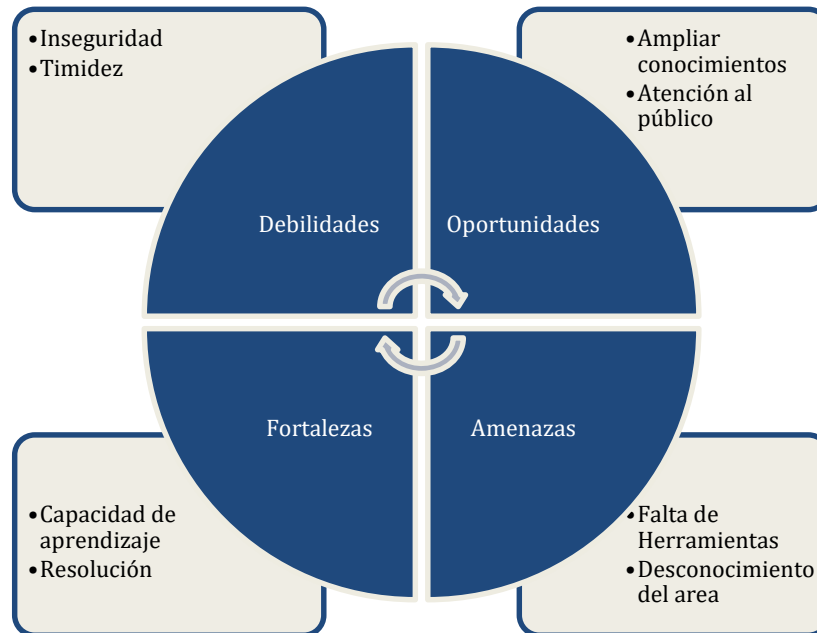 •Inseguridad
•Timidez
•Ampliar
conocimientos
•Atención al
público
Debilidades
Oportunidades
Fortalezas
Amenazas
•Capacidad de
aprendizaje
•Resolución
•Falta de
Herramientas
•Desconocimiento
del area